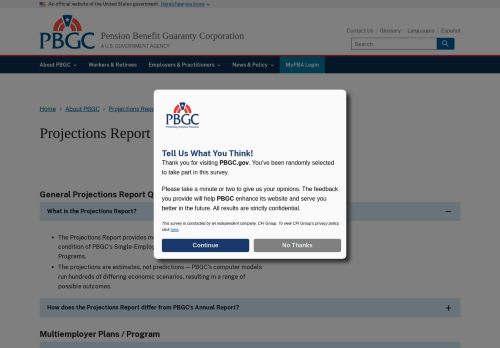 An official website of the United States government Here's how you know
PBGC Pension Benefit Guaranty Corporation
A U.S. GOVERNMENT AGENCY
Contact Us Glossary Languages Español
Search
About PBGC Workers & Retirees Employers & Practitioners News & Policy MyPBA Login
Home > About PBGC > Projections Repo
Projections Report
General Projections Report Q
What is the Projections Report?
• The Projection Report provides m
condition of PBGC's Single-Employ
Programs.
• The projections are estimates, not predictions — PBGC's computer models
run hundreds of differing economic scenarios, resulting in a range of
possible outcomes.
How does the Projections Report differ from PBGC's Annual Report?
Multiemployer Plans / Program
PBGC
Protecting America's Pensions
Tell Us What You Think!
Thank you for visiting PBGC.gov. You've been randomly selected
to take part in this survey.
Please take a minute or two to give us your opinions. The feedback
you provide will help PBGC enhance its website and serve you
better in the future. All results are strictly confidential.
This survey is conducted by an independent company, CFI Group. To view CFI Group's privacy policy
click here.
Continue No Thanks